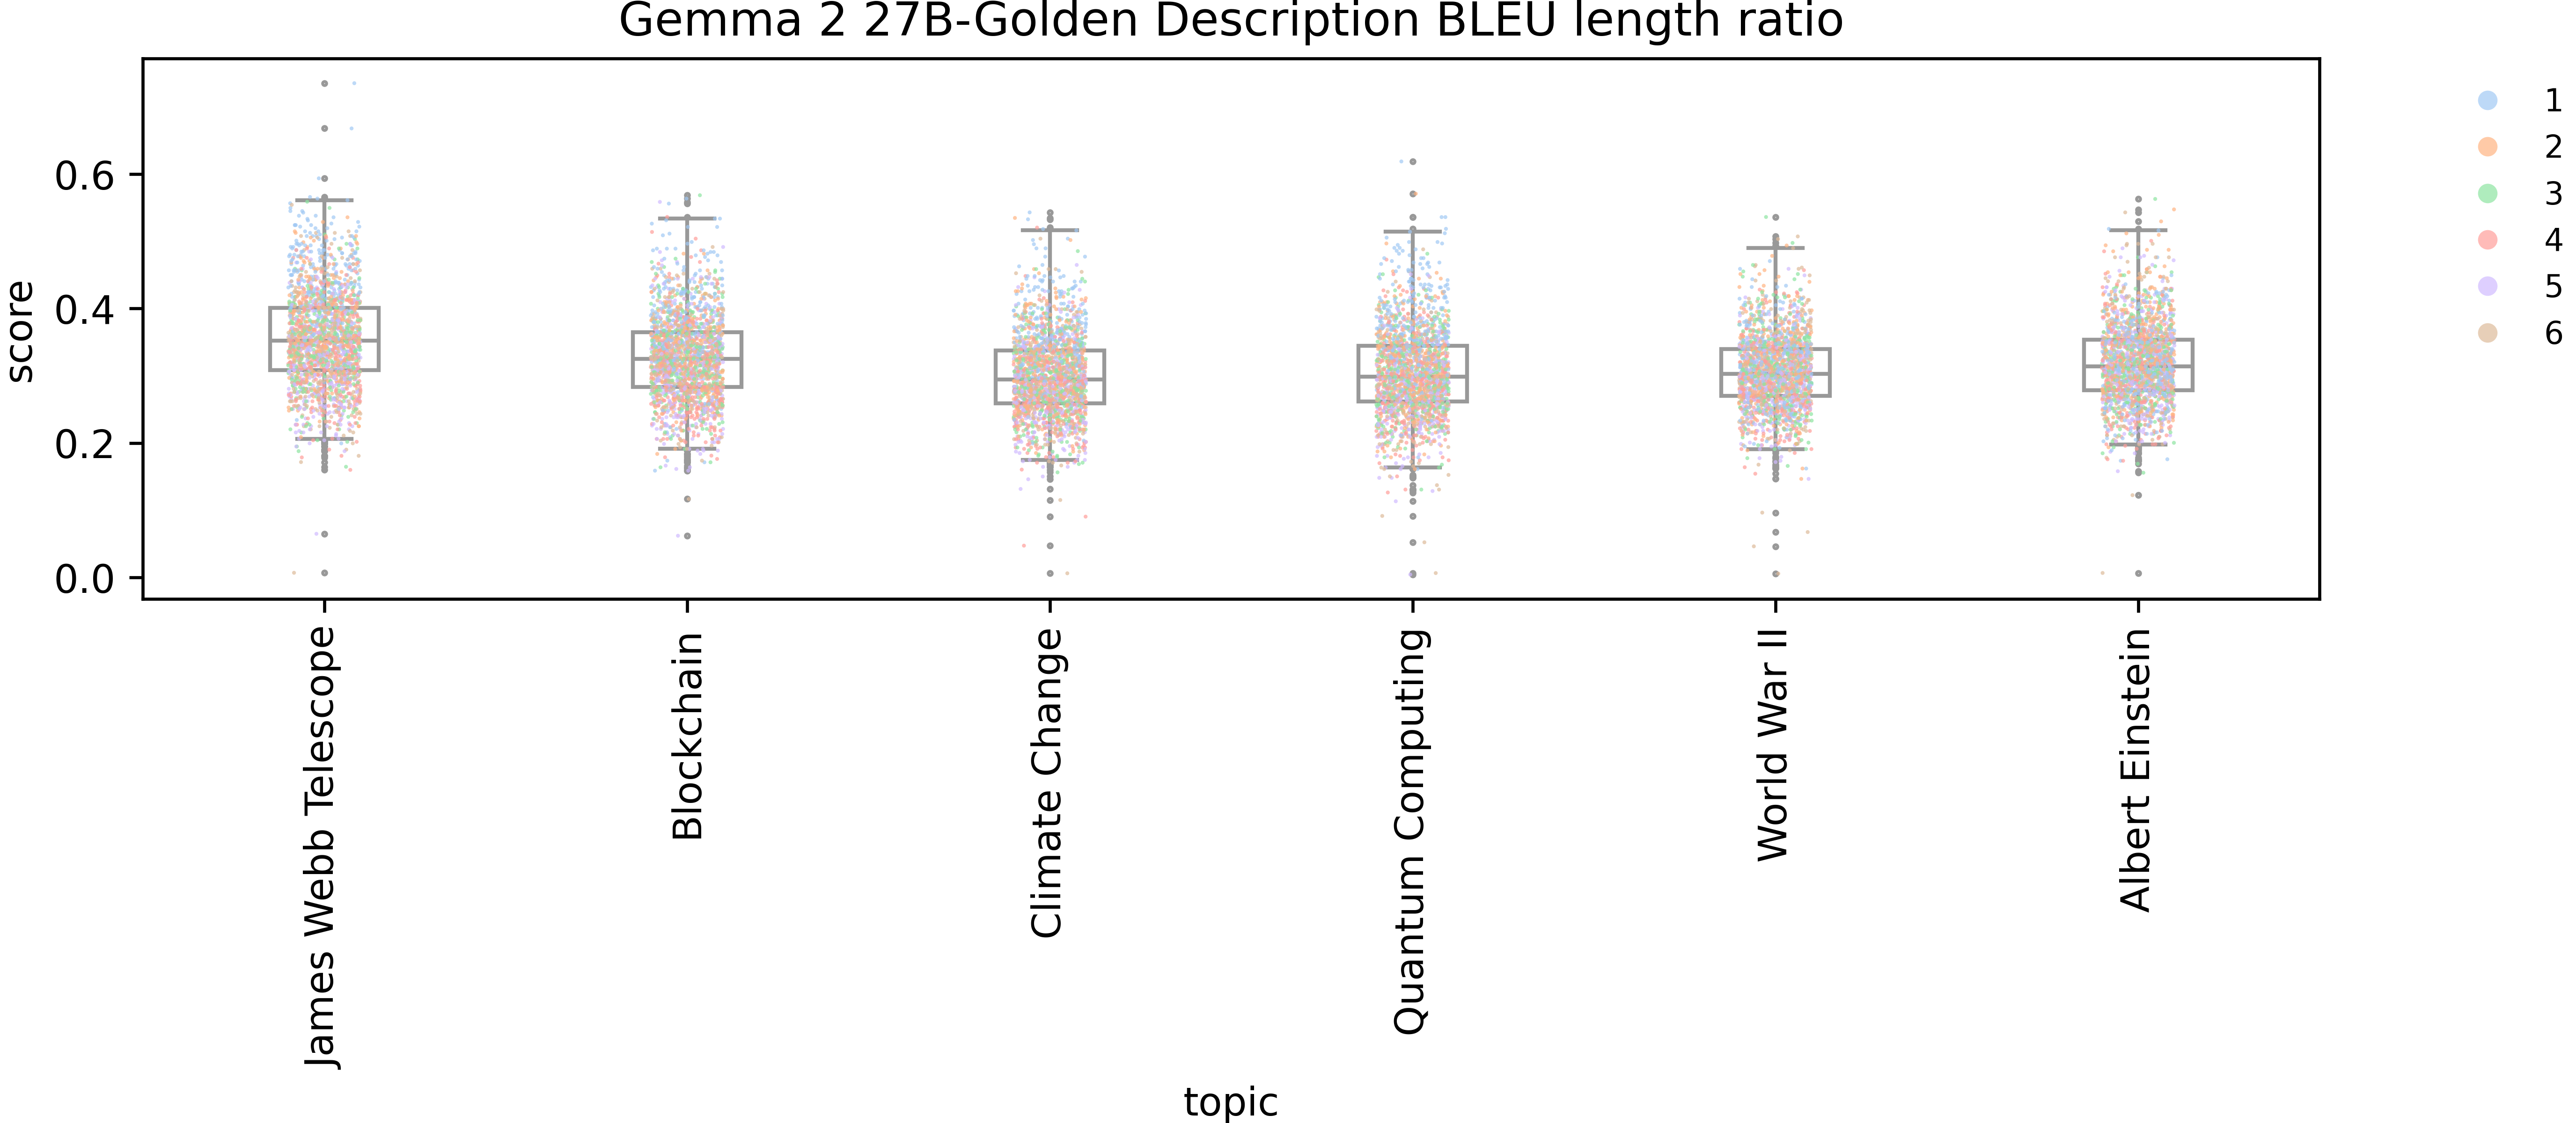 Gemma 2 27B-Golden Description BLEU length ratio
score
0.6
0.4
0.2
0.0
1
2
3
4
5
6
James Webb Telescope
Blockchain
Climate Change
Quantum Computing
World War II
Albert Einstein
topic